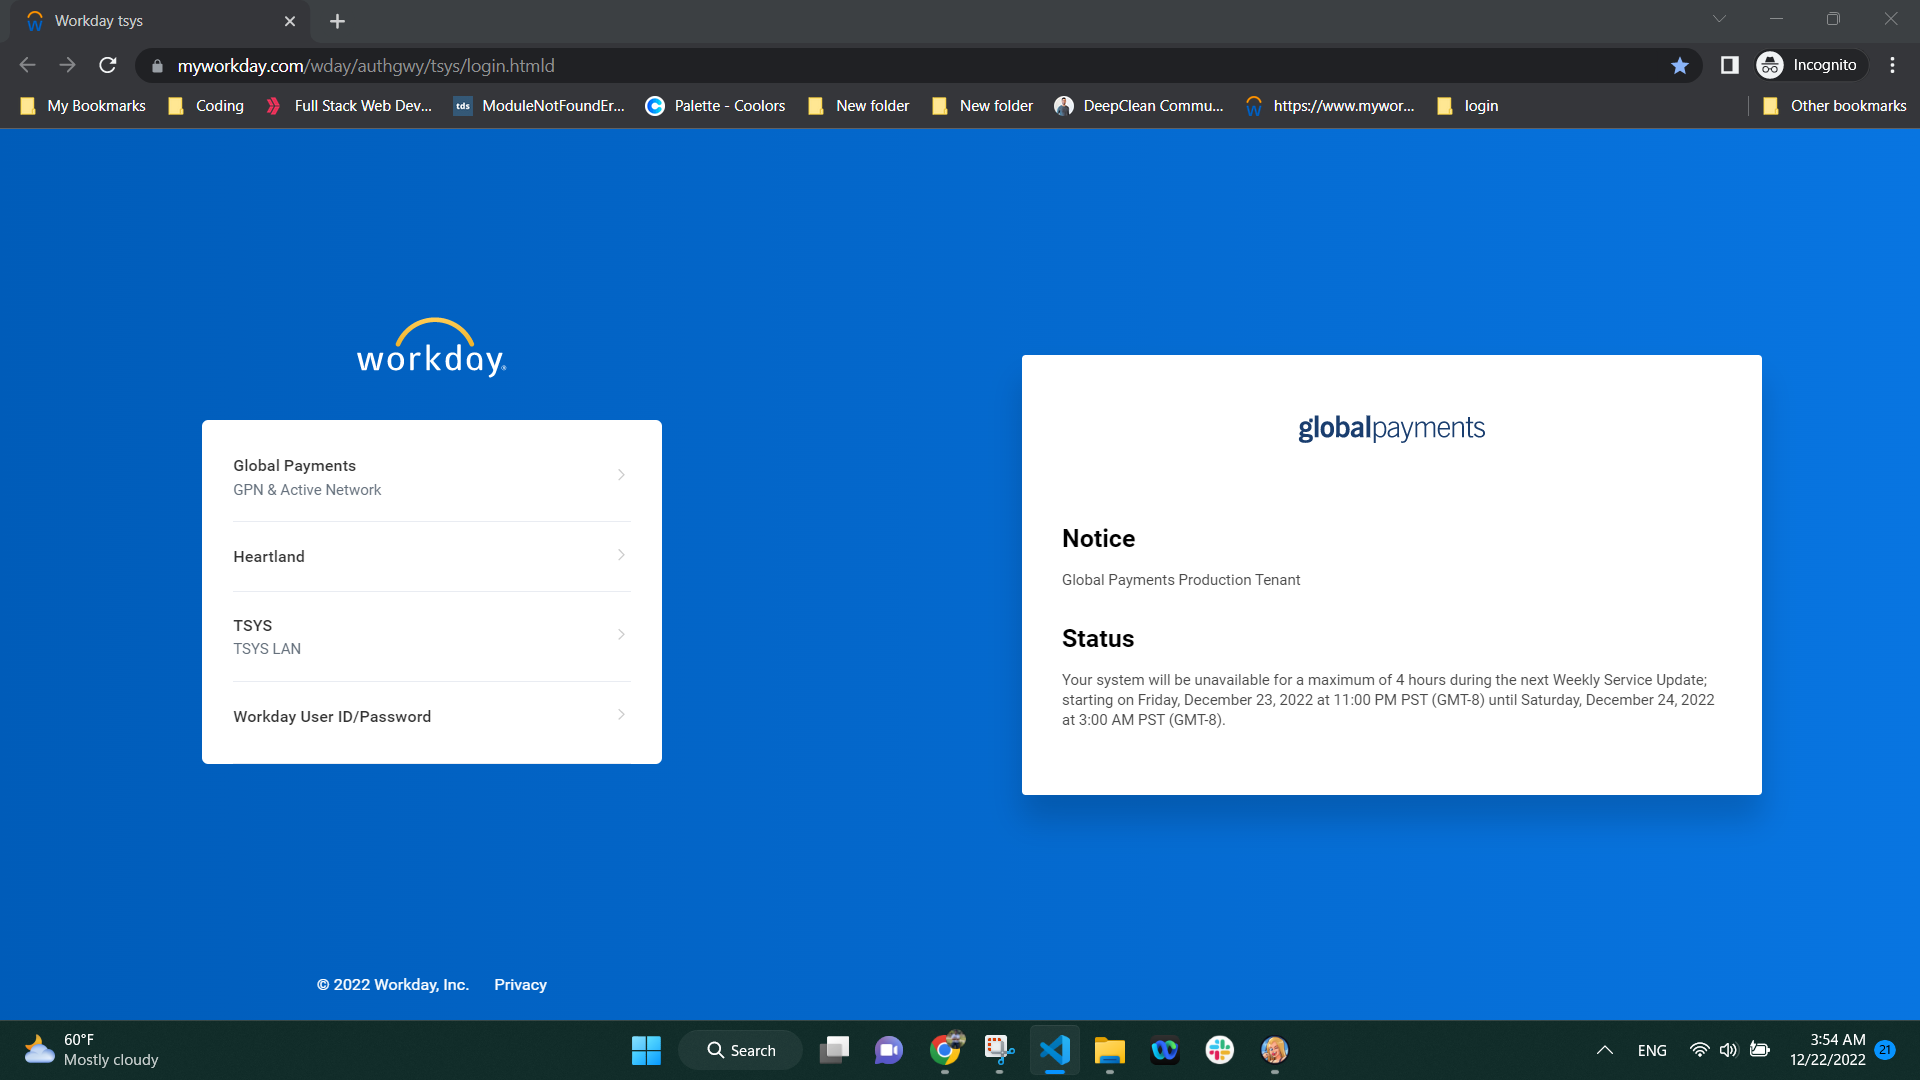 Workday tsys
myworkday.com/wday/authgwy/tsys/login.htmld
Incognito
My Bookmarks
Coding
Full Stack Web Dev...
tds
ModuleNotFoundEr...
Palette - Coolors
New folder
New folder
DeepClean Commu...
https://www.mywor...
login
Other bookmarks
workday.
Global Payments
GPN & Active Network
Heartland
TSYS
TSYS LAN
Workday User ID/Password
globalpayments
Notice
Global Payments Production Tenant
Status
Your system will be unavailable for a maximum of 4 hours during the next Weekly Service Update;
starting on Friday, December 23, 2022 at 11:00 PM PST (GMT-8) until Saturday, December 24, 2022
at 3:00 AM PST (GMT-8).
© 2022 Workday, Inc.
Privacy
60°F
Mostly cloudy
Search
ENG
3:54 AM
12/22/2022
21